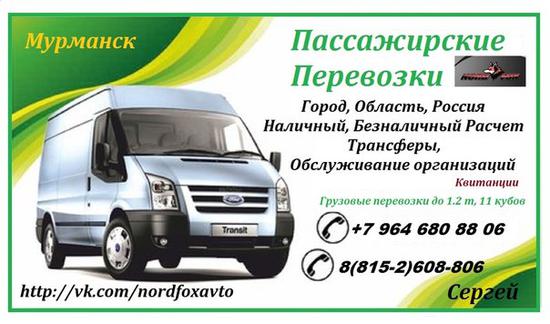 Мурманск
Пассажирские
Перевозки
Город, Область, Россия
Наличный, Безналичный Расчет
Трансферы,
Обслуживание организаций
Квитанции
Грузовые перевозки до 1.2 т, 11 кубов
+7 964 680 88 06
8(815-2)608-806
Ford
Transit
http://vk.com/nordfoxavto
Сергей